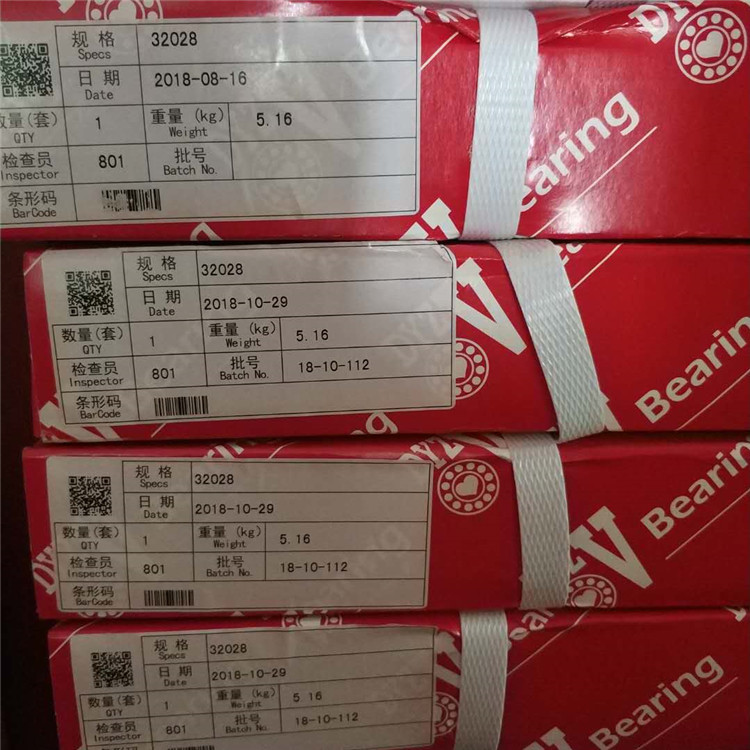 规 格 32028
Specs
日 期 2018-08-16
Date
数量(套) 1 重量 (kg) 5.16
QTY Weight
检查员 801 批号
Inspector Batch No.
条形码
BarCode
Bearing
earing
DYZV
规 格 32028
Specs
日 期 2018-10-29
Date
数量(套) 1 重量 (kg) 5.16
QTY Weight
检查员 801 批号 18-10-112
Inspector Batch No.
条形码
BarCode
V
Bearing
规 格 32028
Specs
日 期 2018-10-29
Date
数量(套) 1 重量 (kg) 5.16
QTY Weight
检查员 801 批号 18-10-112
Inspector Batch No.
条形码
BarCode
DYZV
Bearing
规 格 32028
Specs
日 期 2018-10-29
Date
数量(套) 1 重量 (kg) 5.16
QTY Weight
检查员 801 批号 18-10-112
Inspector Batch No.
Bearing